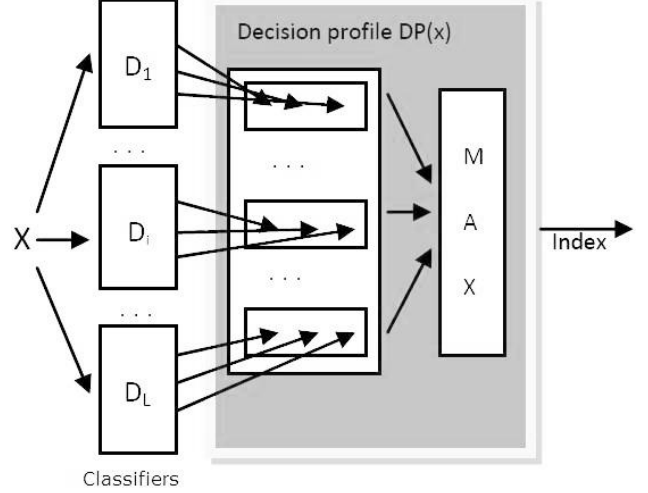 Decision profile DP(x)
D1
. . .
M
. . .
X
Di
A
Index
. . .
. . .
X
DL
Classifiers